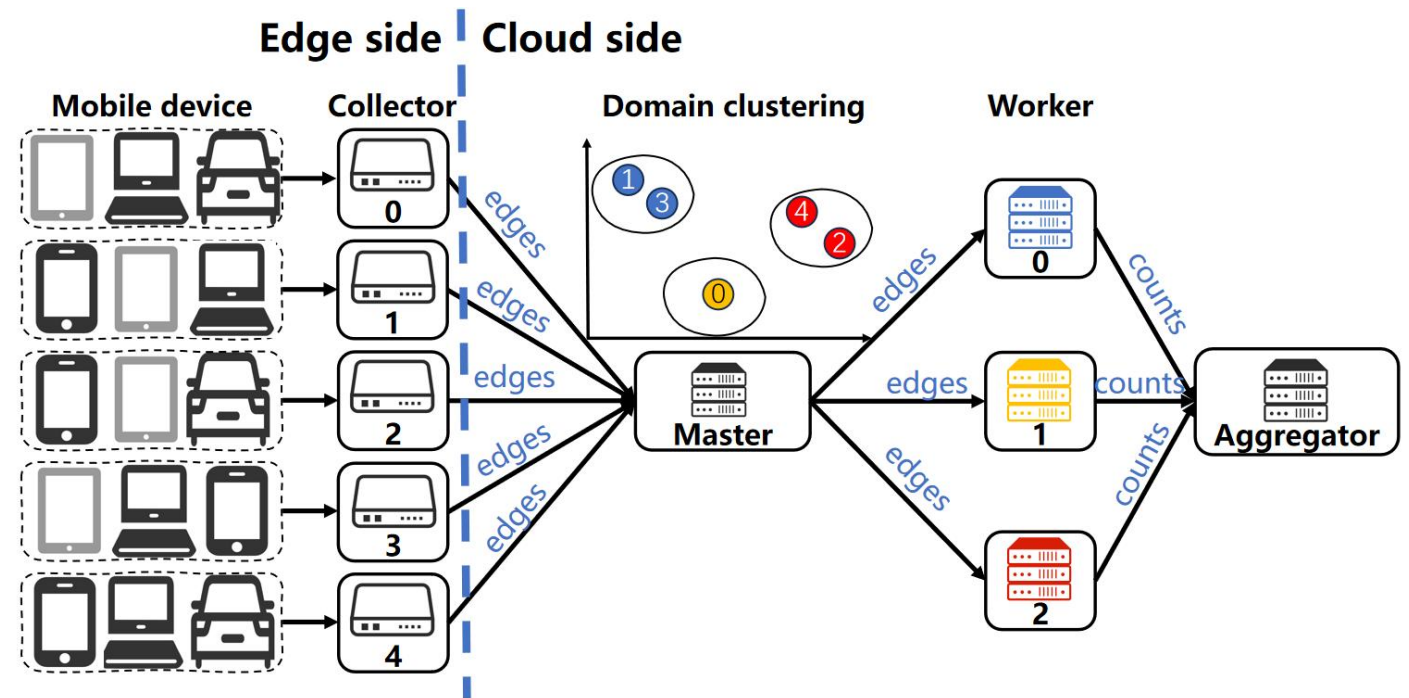 Edge side
Cloud side
Mobile device
Collector
Domain clustering
Worker
0
1
2
3
4
edges
edges
edges
edges
edges
1
3
4
2
0
Master
edges
edges
edges
0
1
2
counts
counts
counts
Aggregator